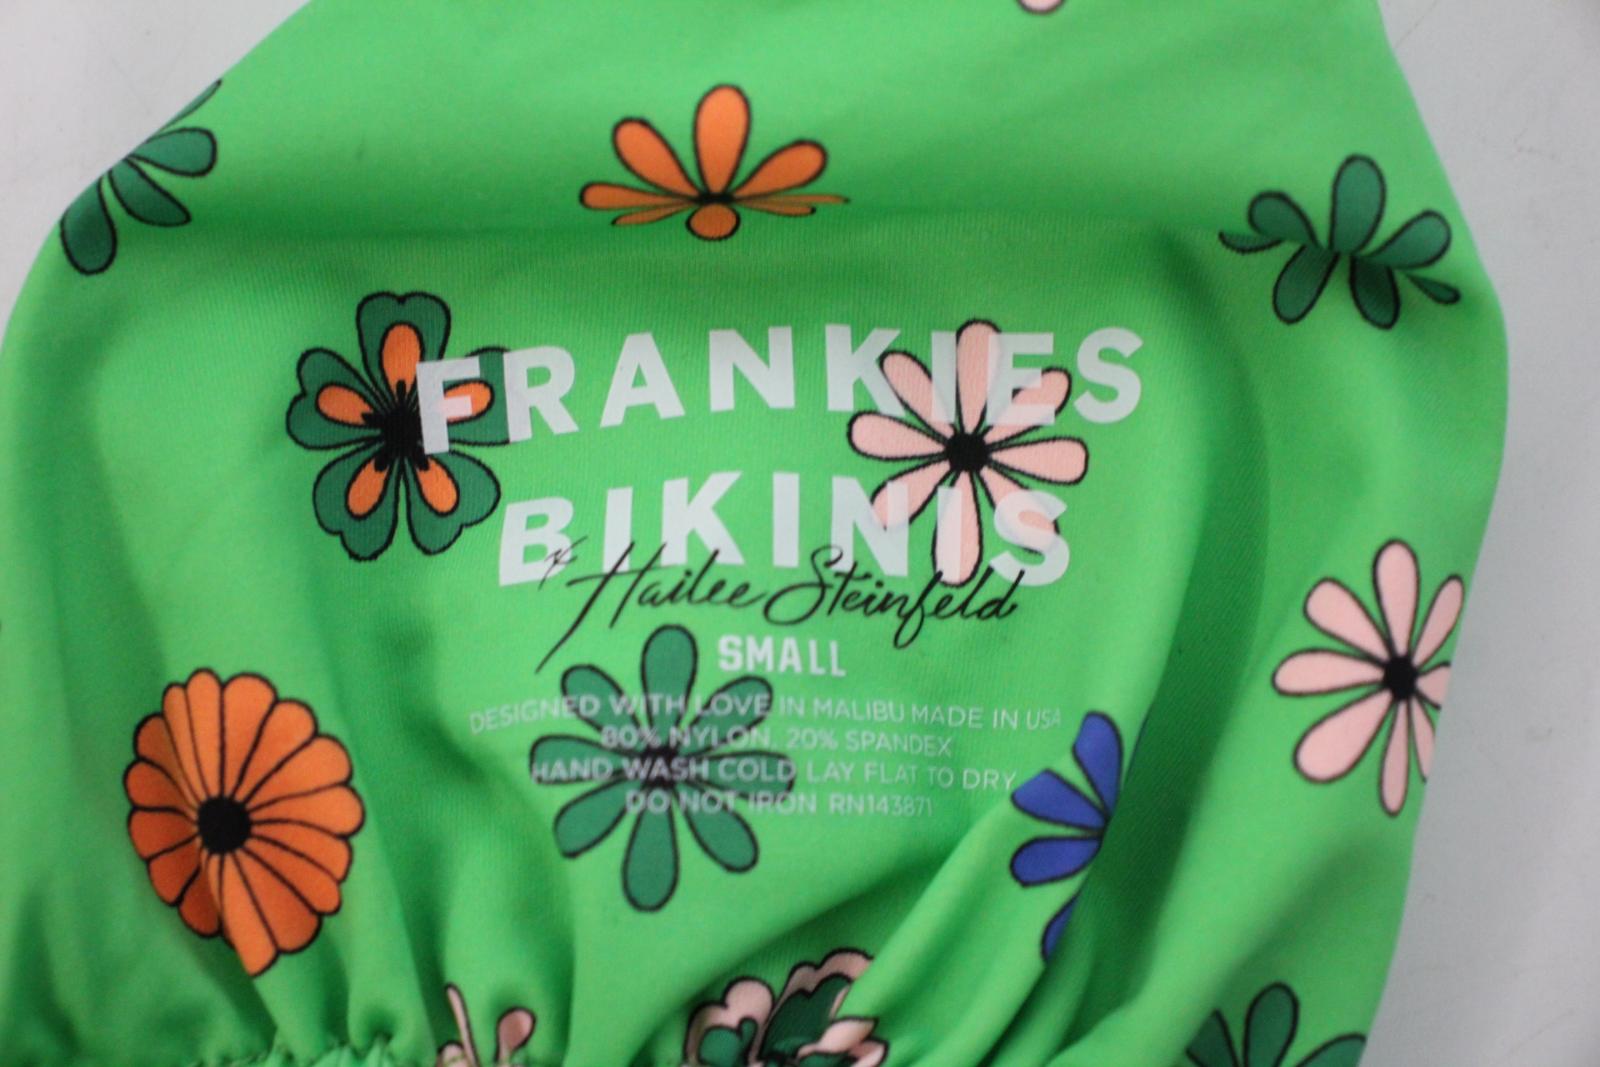 FRANKIES
BIKINIS
x Hailee Steinfeld
SMALL
DESIGNED WITH LOVE IN MALIBU MADE IN USA
80% NYLON, 20% SPANDEX
HAND WASH COLD LAY FLAT TO DRY
DO NOT IRON RN143871